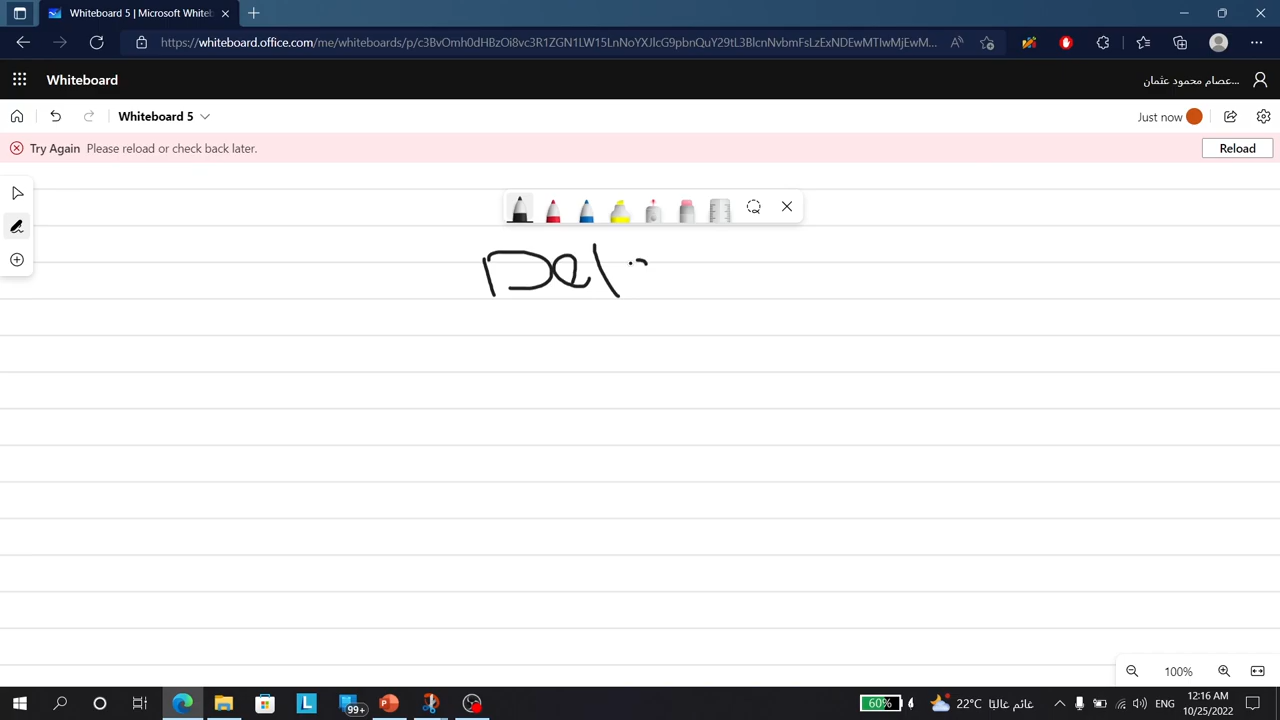 Whiteboard 5 | Microsoft Whiteb
https://whiteboard.office.com/me/whiteboards/p/c3BvOmh0dHBzOi8vc3R1ZGN1LW15LnNoYXJlcG9pbnQuY29tL3BlcnNvbmFsLzExNDEwMTIwMjEwM...
Whiteboard
عصام محمود عثمان...
Whiteboard 5
Just now
Try Again Please reload or check back later.
Reload
Del
100%
L
99+
P
60%
22°C غائم غالبًا
ENG
12:16 AM
10/25/2022